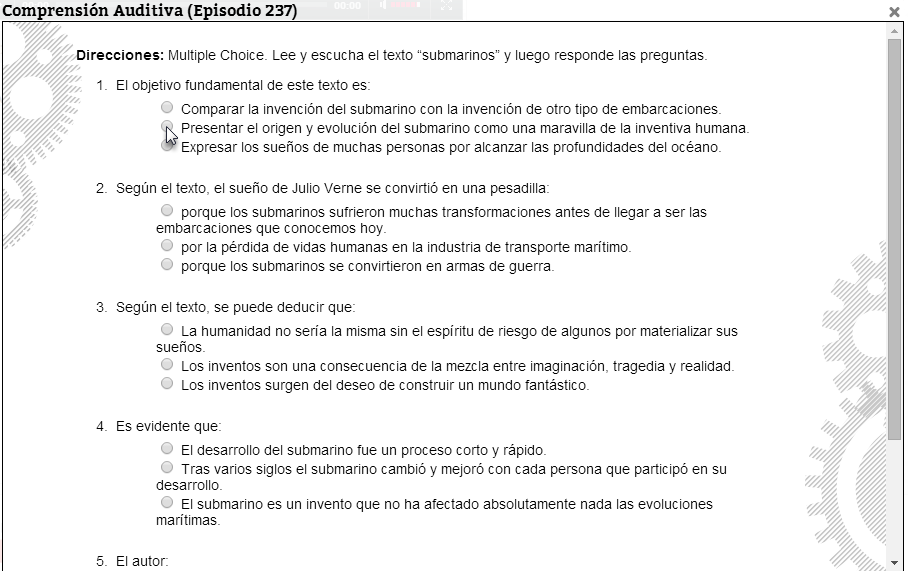 Comprensión Auditiva (Episodio 237)
00:00
Direcciones: Multiple Choice. Lee y escucha el texto “submarinos” y luego responde las preguntas.
1. El objetivo fundamental de este texto es:
Comparar la invención del submarino con la invención de otro tipo de embarcaciones.
Presentar el origen y evolución del submarino como una maravilla de la inventiva humana.
Expresar los sueños de muchas personas por alcanzar las profundidades del océano.
2. Según el texto, el sueño de Julio Verne se convirtió en una pesadilla:
porque los submarinos sufrieron muchas transformaciones antes de llegar a ser las
embarcaciones que conocemos hoy.
por la pérdida de vidas humanas en la industria de transporte marítimo.
porque los submarinos se convirtieron en armas de guerra.
3. Según el texto, se puede deducir que:
La humanidad no sería la misma sin el espíritu de riesgo de algunos por materializar sus
sueños.
Los inventos son una consecuencia de la mezcla entre imaginación, tragedia y realidad.
Los inventos surgen del deseo de construir un mundo fantástico.
4. Es evidente que:
El desarrollo del submarino fue un proceso corto y rápido.
Tras varios siglos el submarino cambió y mejoró con cada persona que participó en su
desarrollo.
El submarino es un invento que no ha afectado absolutamente nada las evoluciones
marítimas.
5. El autor: